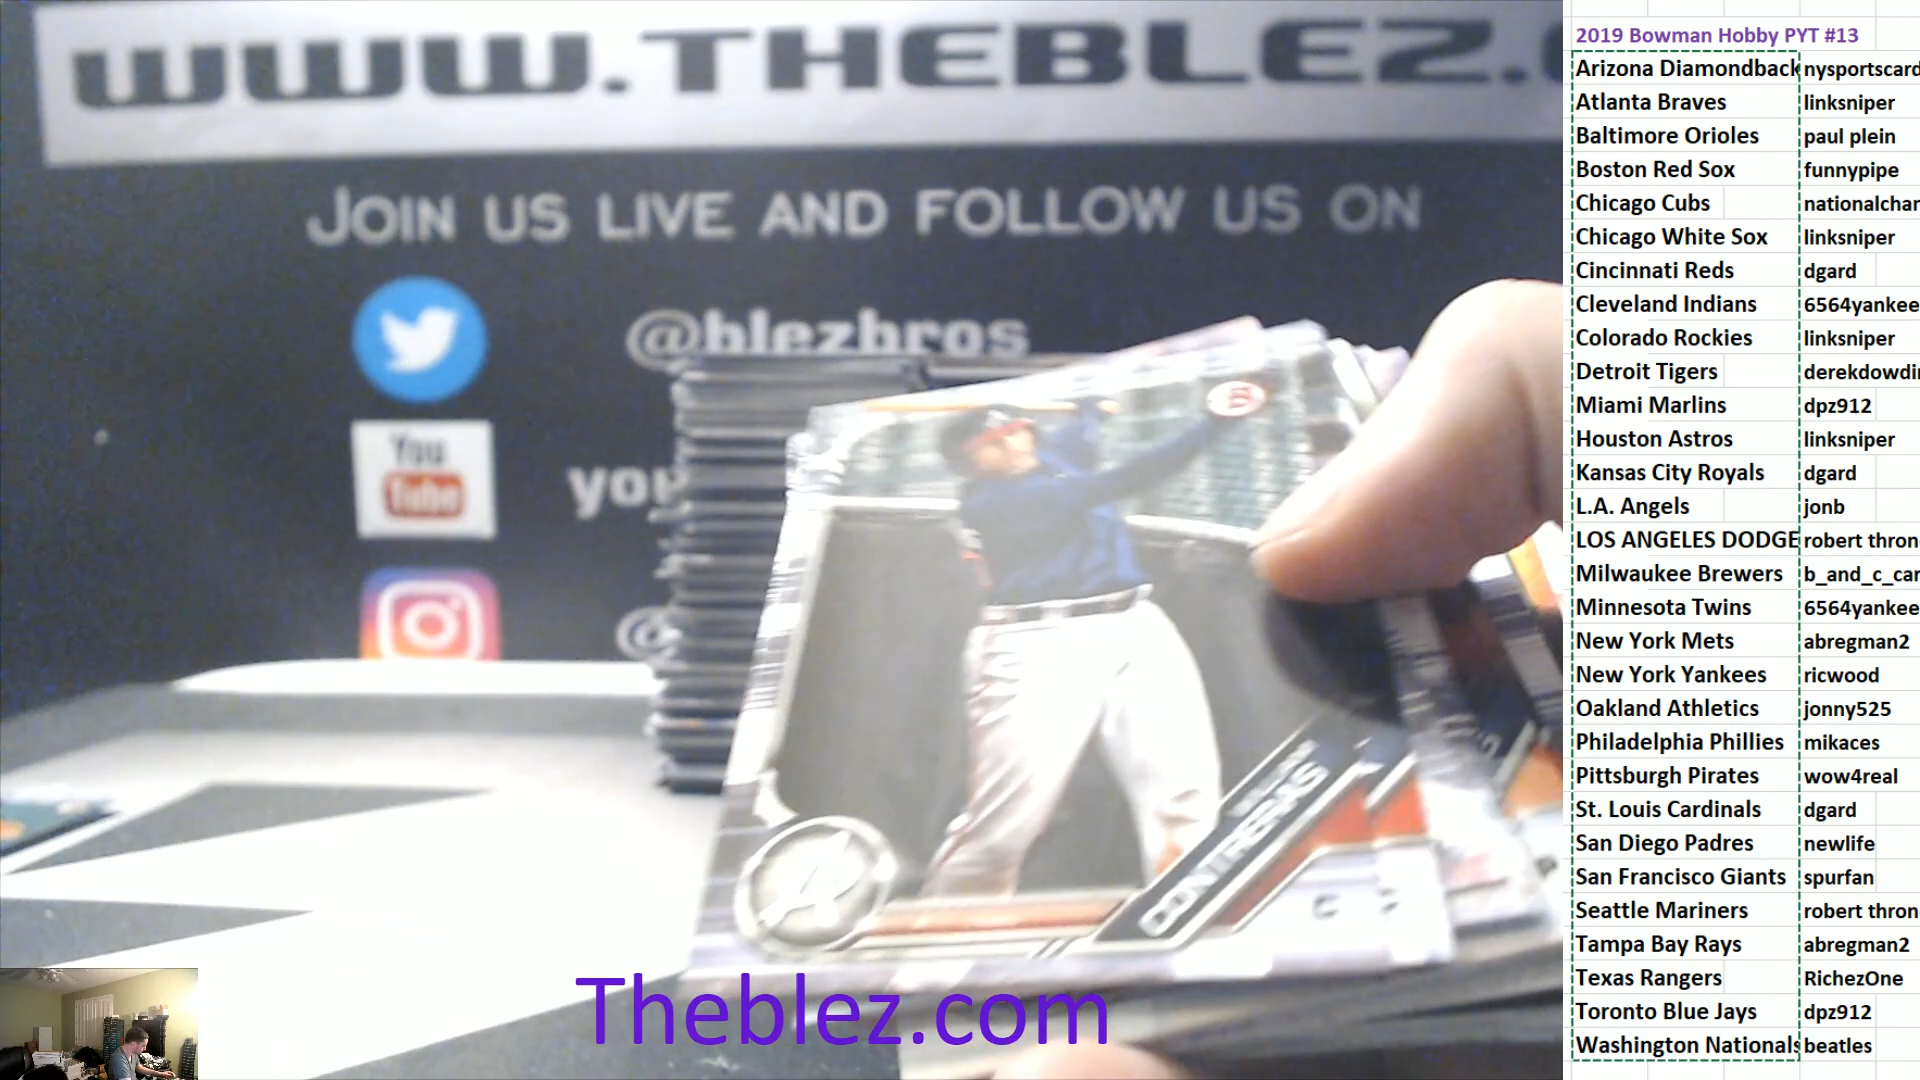 WWW.THEBLEZ.
JOIN US LIVE AND FOLLOW US ON
@blezbros
You
Tube
you
@
B
A
CONTRERAS
Theblez.com
2019 Bowman Hobby PYT #13
Arizona Diamondback nysportscard
Atlanta Braves linksniper
Baltimore Orioles paul plein
Boston Red Sox funnypipe
Chicago Cubs nationalchar
Chicago White Sox linksniper
Cincinnati Reds dgard
Cleveland Indians 6564yankee
Colorado Rockies linksniper
Detroit Tigers derekdowdin
Miami Marlins dpz912
Houston Astros linksniper
Kansas City Royals dgard
L.A. Angels jonb
LOS ANGELES DODGE robert thron
Milwaukee Brewers b_and_c_car
Minnesota Twins 6564yankee
New York Mets abregman2
New York Yankees ricwood
Oakland Athletics jonny525
Philadelphia Phillies mikaces
Pittsburgh Pirates wow4real
St. Louis Cardinals dgard
San Diego Padres newlife
San Francisco Giants spurfan
Seattle Mariners robert thron
Tampa Bay Rays abregman2
Texas Rangers RichezOne
Toronto Blue Jays dpz912
Washington Nationals beatles